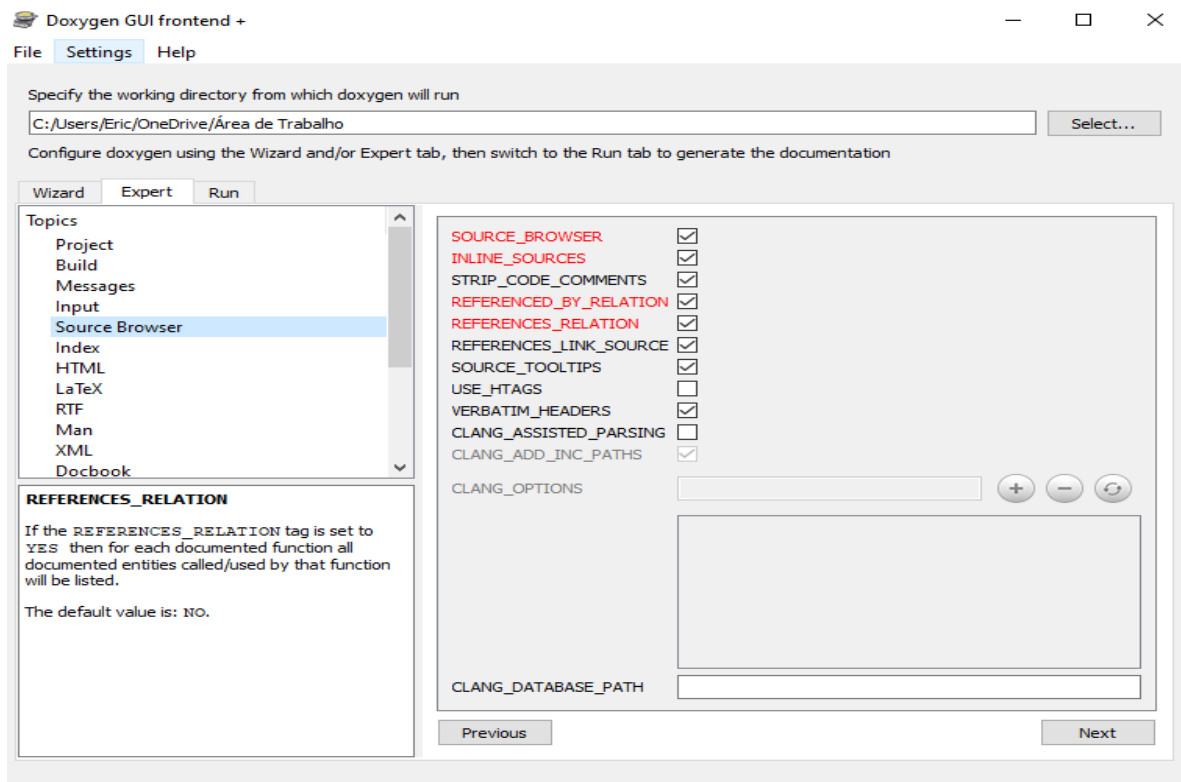 Doxygen GUI frontend +
File Settings Help
Specify the working directory from which doxygen will run
C:/Users/Eric/OneDrive/Área de Trabalho
Select...
Configure doxygen using the Wizard and/or Expert tab, then switch to the Run tab to generate the documentation
Wizard Expert Run
Topics
Project
Build
Messages
Input
Source Browser
Index
HTML
LaTeX
RTF
Man
XML
Docbook
REFERENCES_RELATION
If the REFERENCES_RELATION tag is set to
YES then for each documented function all
documented entities called/used by that function
will be listed.
The default value is: NO.
SOURCE_BROWSER
INLINE_SOURCES
STRIP_CODE_COMMENTS
REFERENCED_BY_RELATION
REFERENCES_RELATION
REFERENCES_LINK_SOURCE
SOURCE_TOOLTIPS
USE_HTAGS
VERBATIM_HEADERS
CLANG_ASSISTED_PARSING
CLANG_ADD_INC_PATHS
CLANG_OPTIONS
CLANG_DATABASE_PATH
Previous
Next